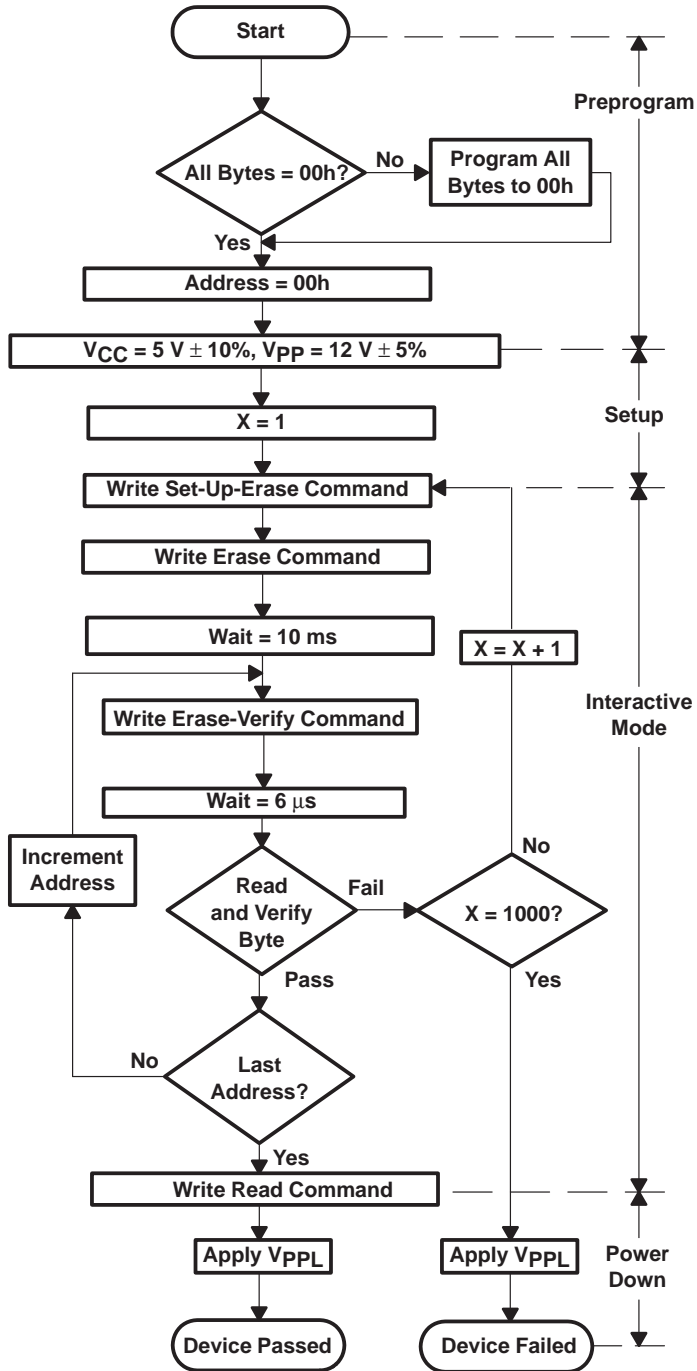 Start
Preprogram
All Bytes = 00h?
No
Program All
Bytes to 00h
Yes
Address = 00h
VCC = 5 V ± 10%, VPP = 12 V ± 5%
X = 1
Setup
Write Set-Up-Erase Command
Write Erase Command
Wait = 10 ms
X = X + 1
Interactive
Mode
Write Erase-Verify Command
Wait = 6 μs
Increment
Address
Read
and Verify
Byte
Fail
No
X = 1000?
Pass
Yes
No
Last
Address?
Yes
Write Read Command
Apply VPPL
Apply VPPL
Power
Down
Device Passed
Device Failed